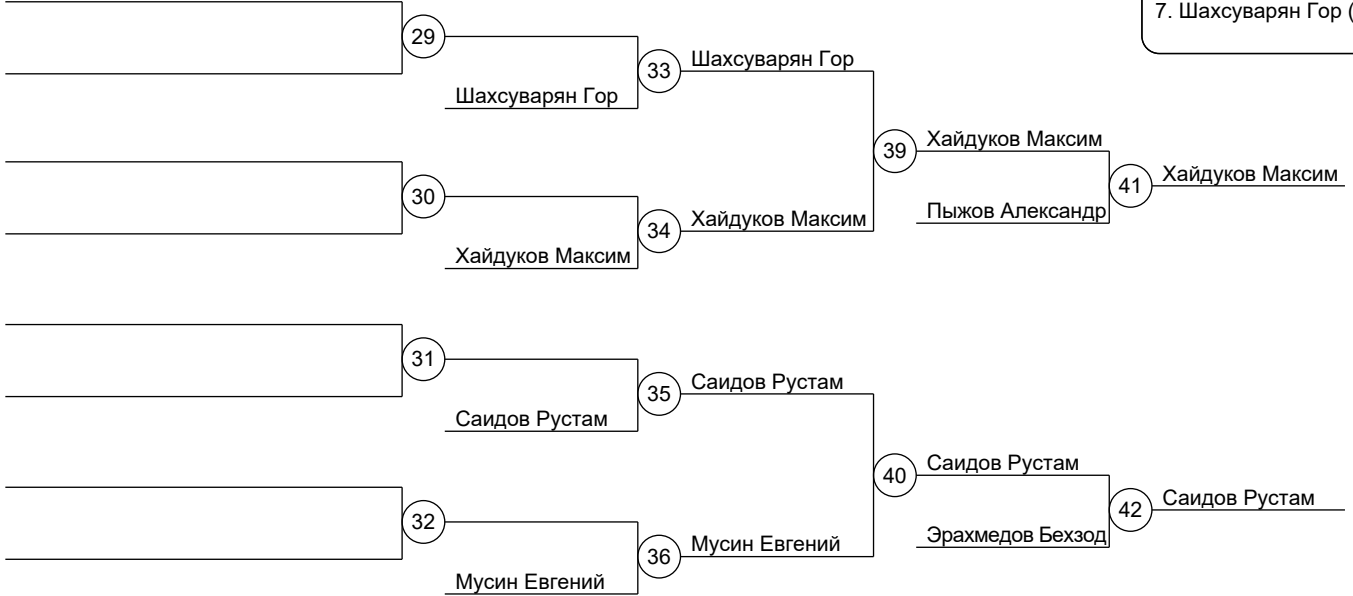 7. Шахсуварян Гор (
29
33
Шахсуварян Гор
Шахсуварян Гор
39
Хайдуков Максим
30
34
Хайдуков Максим
41
Хайдуков Максим
Хайдуков Максим
Пыжов Александр
31
35
Саидов Рустам
Саидов Рустам
40
Саидов Рустам
32
36
Мусин Евгений
42
Саидов Рустам
Мусин Евгений
Эрахмедов Бехзод